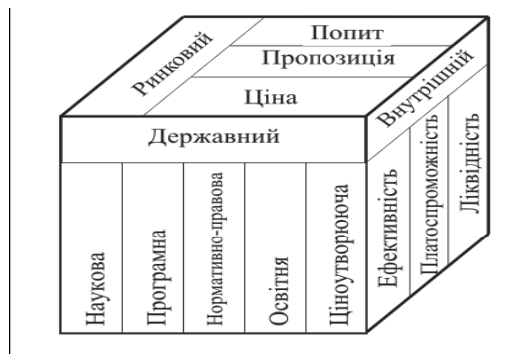 Попит
Пропозиція
Ціна
Ринковий
Внутрішній
Державний
Наукова
Програмна
Нормативно-правова
Освітня
Ціноутворююча
Ефективність
Платоспроможність
Ліквідність